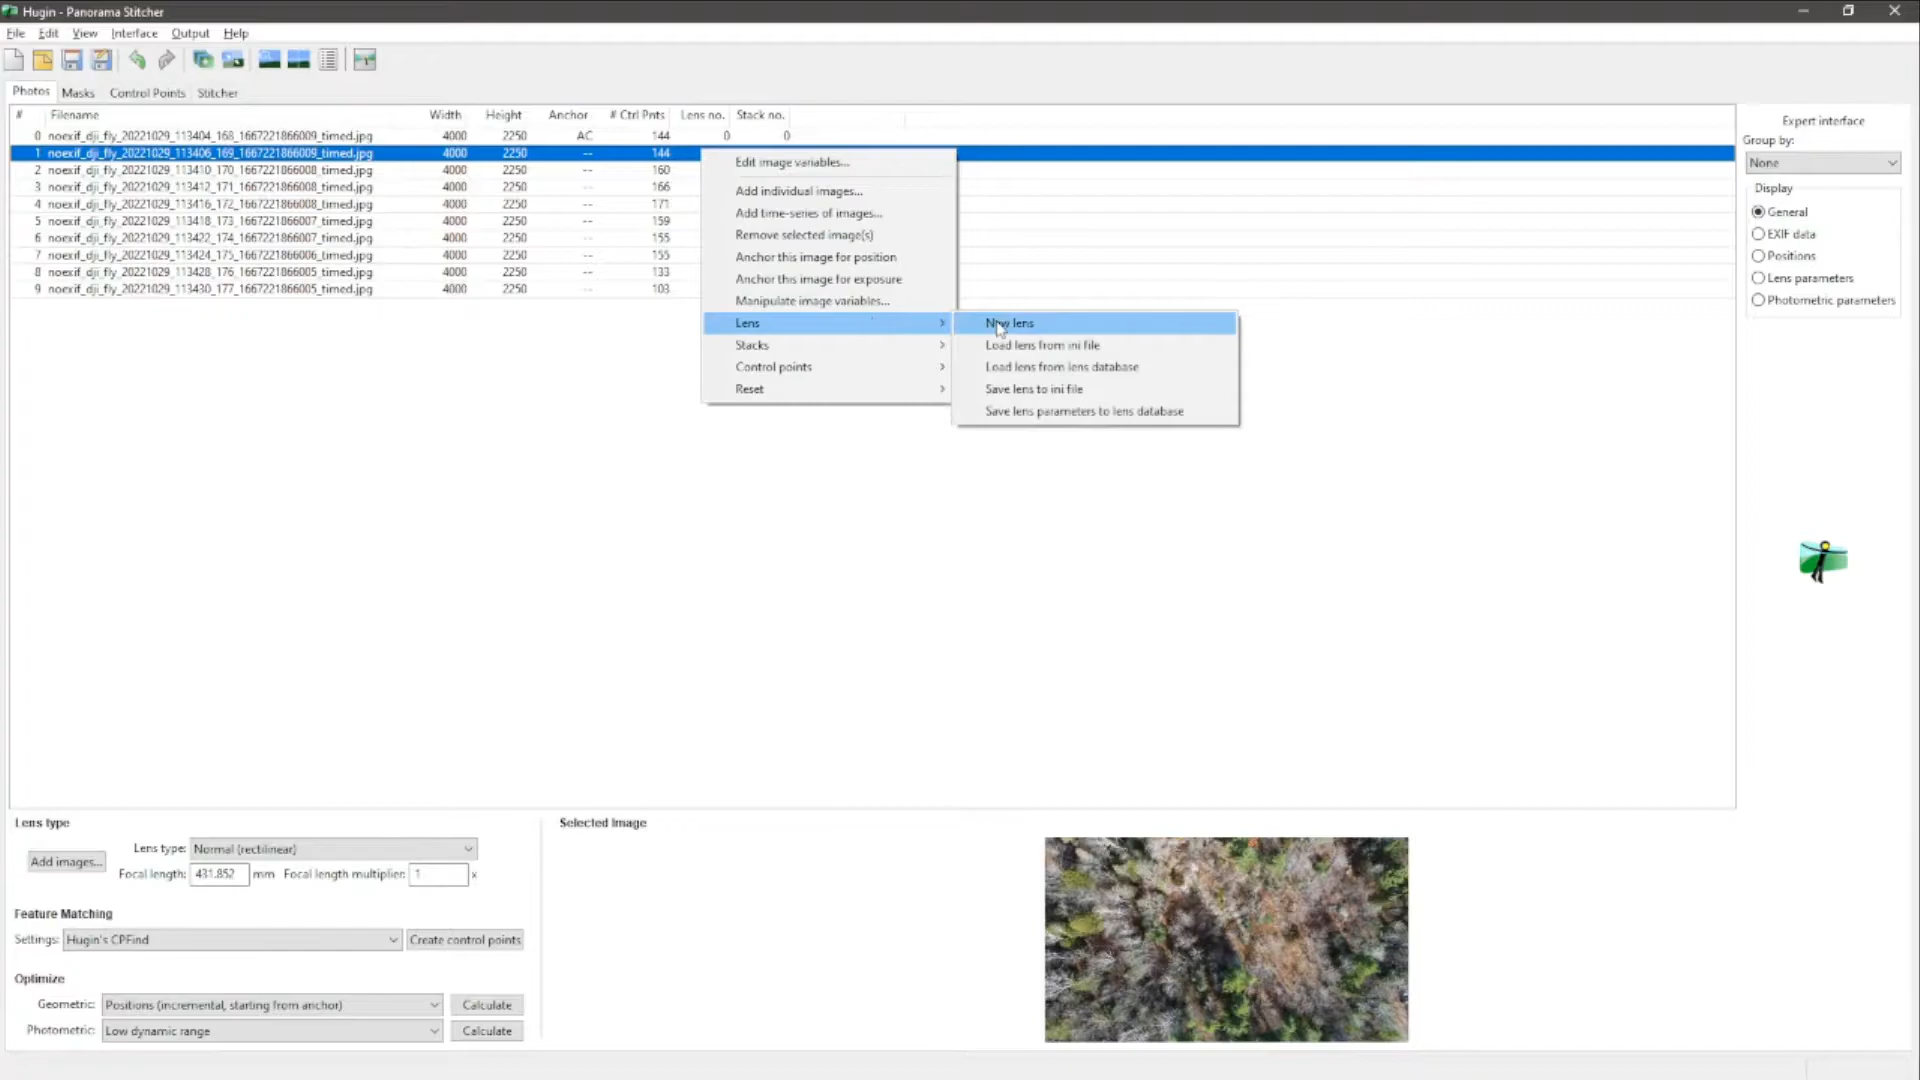 Hugin - Panorama Stitcher
File Edit View Interface Output Help
Photos Masks Control Points Stitcher
# Filename Width Height Anchor # Ctrl Pnts Lens no. Stack no.
0 noexif_dji_fly_20221029_113404_168_1667221866009_timed.jpg 4000 2250 AC 144 0 0
1 noexif_dji_fly_20221029_113406_169_1667221866009_timed.jpg 4000 2250 -- 144
2 noexif_dji_fly_20221029_113410_170_1667221866008_timed.jpg 4000 2250 -- 160
3 noexif_dji_fly_20221029_113412_171_1667221866008_timed.jpg 4000 2250 -- 166
4 noexif_dji_fly_20221029_113416_172_1667221866008_timed.jpg 4000 2250 -- 171
5 noexif_dji_fly_20221029_113418_173_1667221866007_timed.jpg 4000 2250 -- 159
6 noexif_dji_fly_20221029_113422_174_1667221866007_timed.jpg 4000 2250 -- 155
7 noexif_dji_fly_20221029_113424_175_1667221866006_timed.jpg 4000 2250 -- 155
8 noexif_dji_fly_20221029_113428_176_1667221866005_timed.jpg 4000 2250 -- 133
9 noexif_dji_fly_20221029_113430_177_1667221866005_timed.jpg 4000 2250 -- 103
Edit image variables...
Add individual images...
Add time-series of images...
Remove selected image(s)
Anchor this image for position
Anchor this image for exposure
Manipulate image variables...
Lens
Stacks
Control points
Reset
New lens
Load lens from ini file
Load lens from lens database
Save lens to ini file
Save lens parameters to lens database
Expert interface
Group by:
None
Display
General
EXIF data
Positions
Lens parameters
Photometric parameters
Lens type
Add images...
Lens type: Normal (rectilinear)
Focal length: 431.852 mm Focal length multiplier: 1 x
Feature Matching
Settings: Hugin's CPFind Create control points
Optimize
Geometric: Positions (incremental, starting from anchor) Calculate
Photometric: Low dynamic range Calculate
Selected image